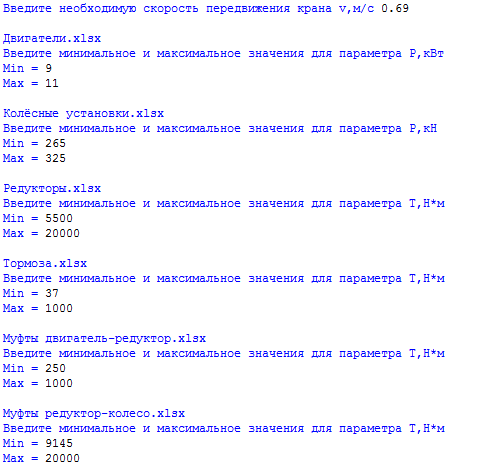 Введите необходимую скорость передвижения крана v,м/с 0.69
Двигатели.xlsx
Введите минимальное и максимальное значения для параметра P,кВт
Min = 9
Max = 11
Колёсные установки.xlsx
Введите минимальное и максимальное значения для параметра P,кН
Min = 265
Max = 325
Редукторы.xlsx
Введите минимальное и максимальное значения для параметра T,Н*м
Min = 5500
Max = 20000
Тормоза.xlsx
Введите минимальное и максимальное значения для параметра T,Н*м
Min = 37
Max = 1000
Муфты двигатель-редуктор.xlsx
Введите минимальное и максимальное значения для параметра T,Н*м
Min = 250
Max = 1000
Муфты редуктор-колесо.xlsx
Введите минимальное и максимальное значения для параметра T,Н*м
Min = 9145
Max = 20000